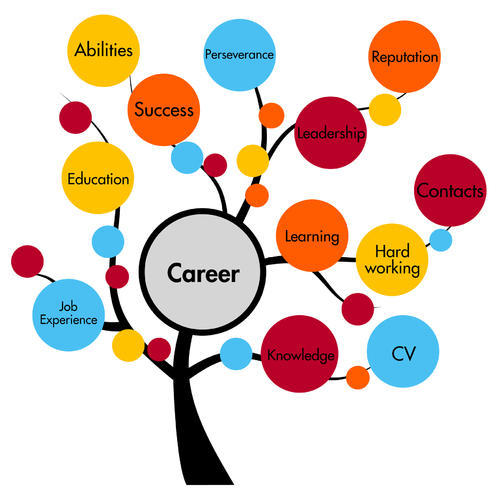 Abilities
Perseverance
Reputation
Success
Leadership
Education
Contacts
Learning
Hard
working
Career
Job
Experience
Knowledge
CV